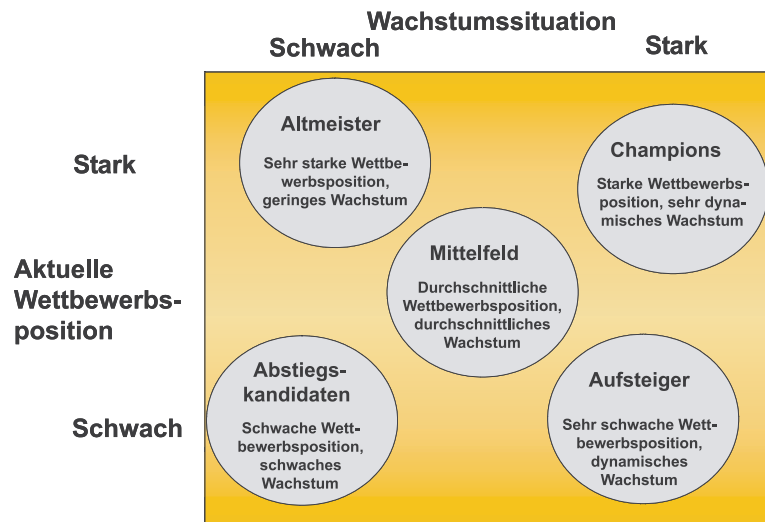 Wachstumssituation
Schwach
Stark
Stark
Aktuelle
Wettbewerbs-
position
Schwach
Altmeister
Sehr starke Wettbe-
werbsposition,
geringes Wachstum
Champions
Starke Wettbewerbs-
position, sehr dyna-
misches Wachstum
Mittelfeld
Durchschnittliche
Wettbewerbsposition,
durchschnittliches
Wachstum
Abstiegs-
kandidaten
Schwache Wett-
bewerbsposition,
schwaches
Wachstum
Aufsteiger
Sehr schwache Wett-
bewerbsposition,
dynamisches
Wachstum